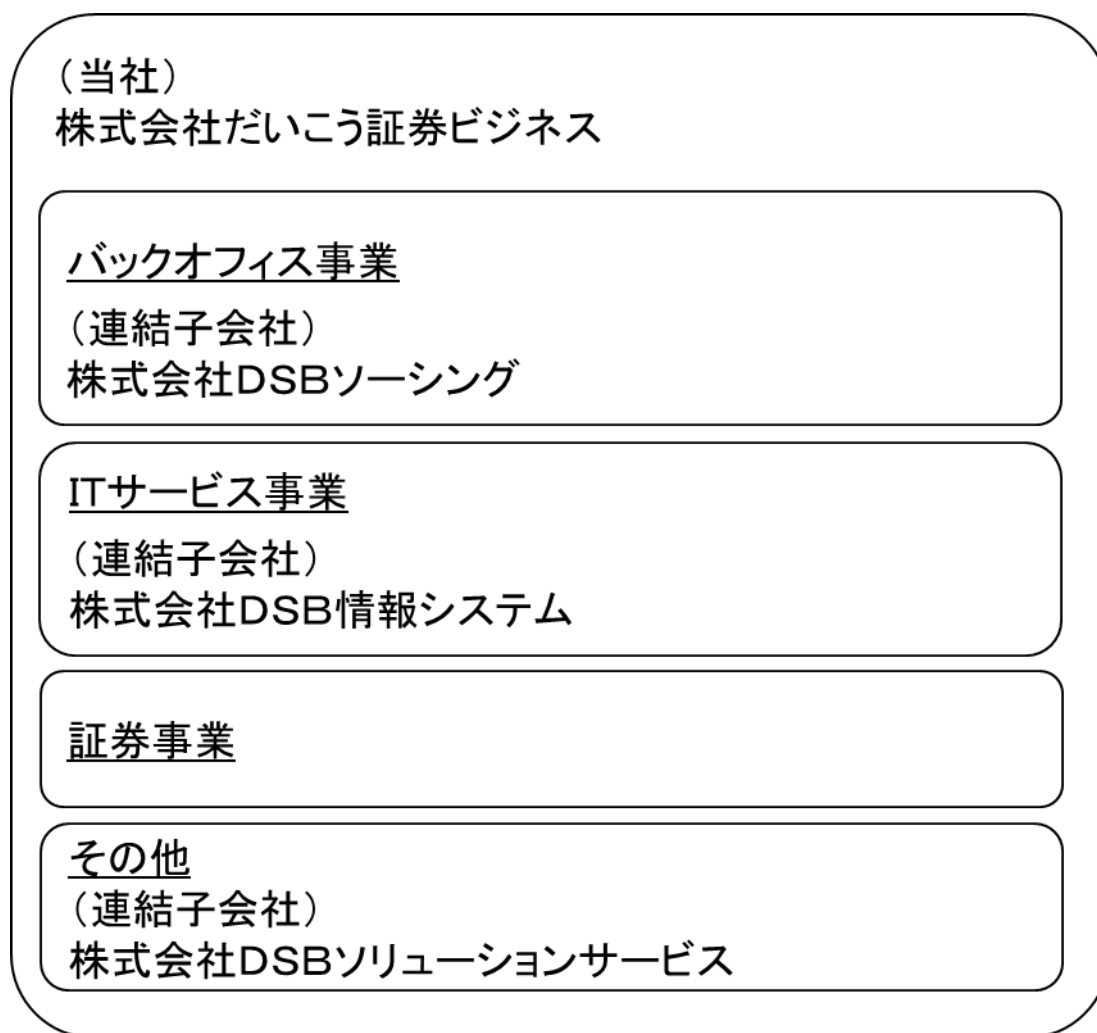 （当社）
株式会社だいこう証券ビジネス
バックオフィス事業
（連結子会社）
株式会社ＤＳＢソーシング
ITサービス事業
（連結子会社）
株式会社ＤＳＢ情報システム
証券事業
その他
（連結子会社）
株式会社ＤＳＢソリューションサービス